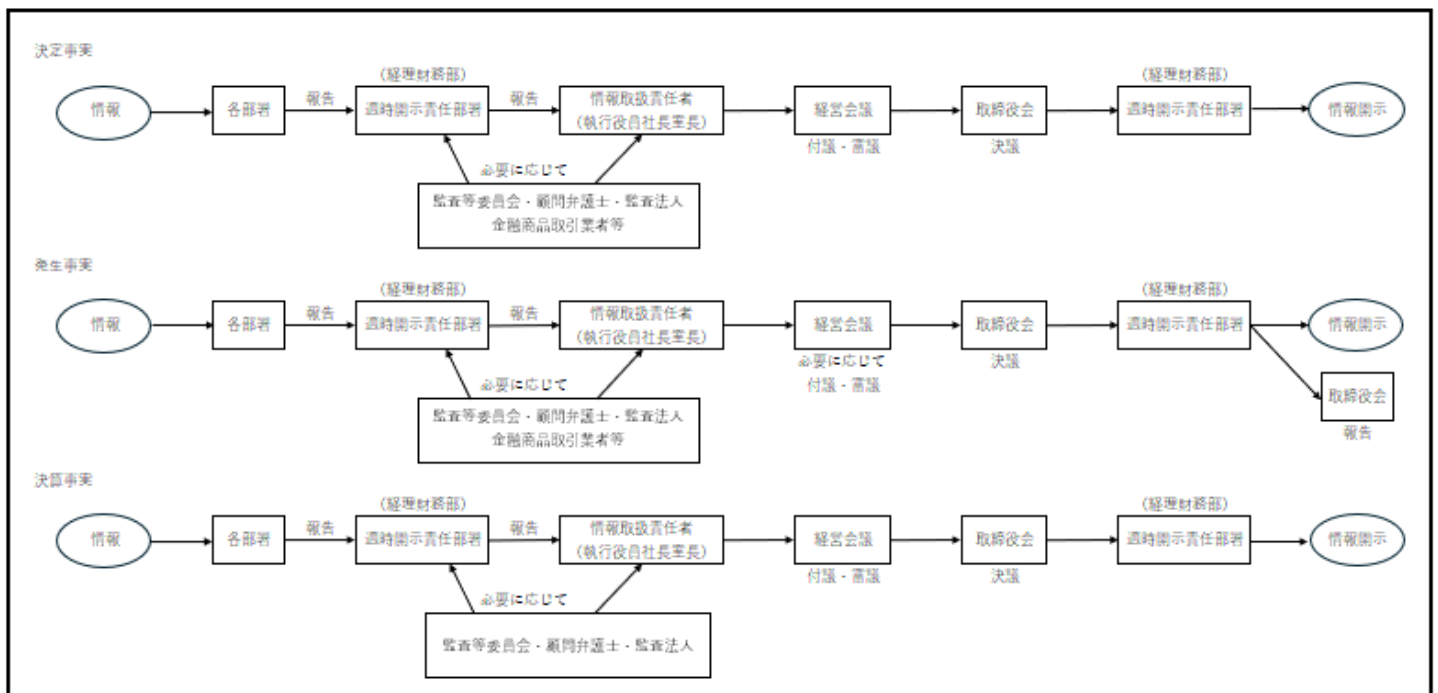 決定事実
(経理財務部)
(経理財務部)
情報
各部署
報告
適時開示責任部署
報告
情報取扱責任者
(執行役員社長室長)
経営会議
取締役会
適時開示責任部署
情報開示
付議・審議
決議
必要に応じて
監査等委員会・顧問弁護士・監査法人
金融商品取引業者等
発生事実
(経理財務部)
(経理財務部)
情報
各部署
報告
適時開示責任部署
報告
情報取扱責任者
(執行役員社長室長)
経営会議
取締役会
適時開示責任部署
情報開示
必要に応じて
付議・審議
決議
必要に応じて
取締役会
報告
監査等委員会・顧問弁護士・監査法人
金融商品取引業者等
決算事実
(経理財務部)
(経理財務部)
情報
各部署
報告
適時開示責任部署
報告
情報取扱責任者
(執行役員社長室長)
経営会議
取締役会
適時開示責任部署
情報開示
付議・審議
決議
必要に応じて
監査等委員会・顧問弁護士・監査法人